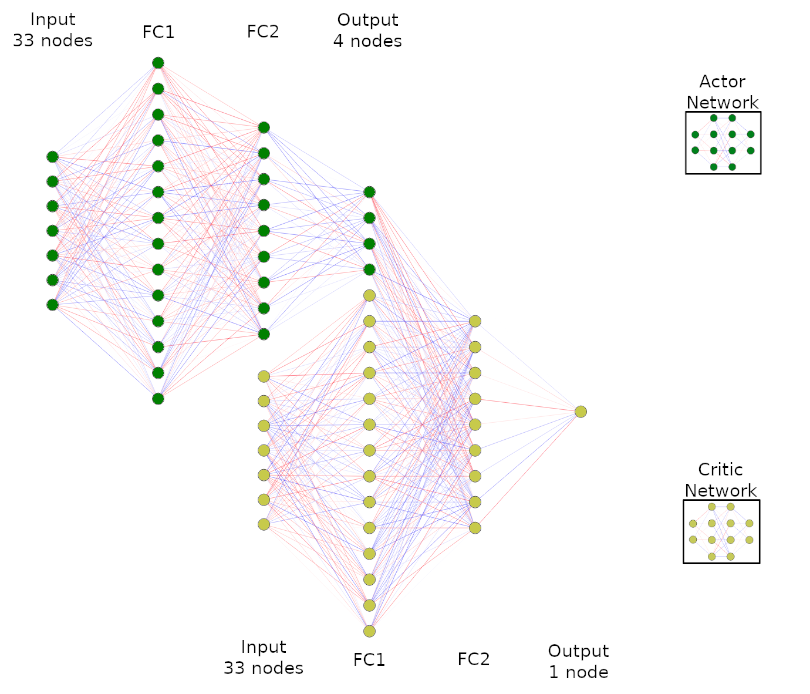 Input
33 nodes
FC1
FC2
Output
4 nodes
Actor
Network
Critic
Network
Input
33 nodes
FC1
FC2
Output
1 node